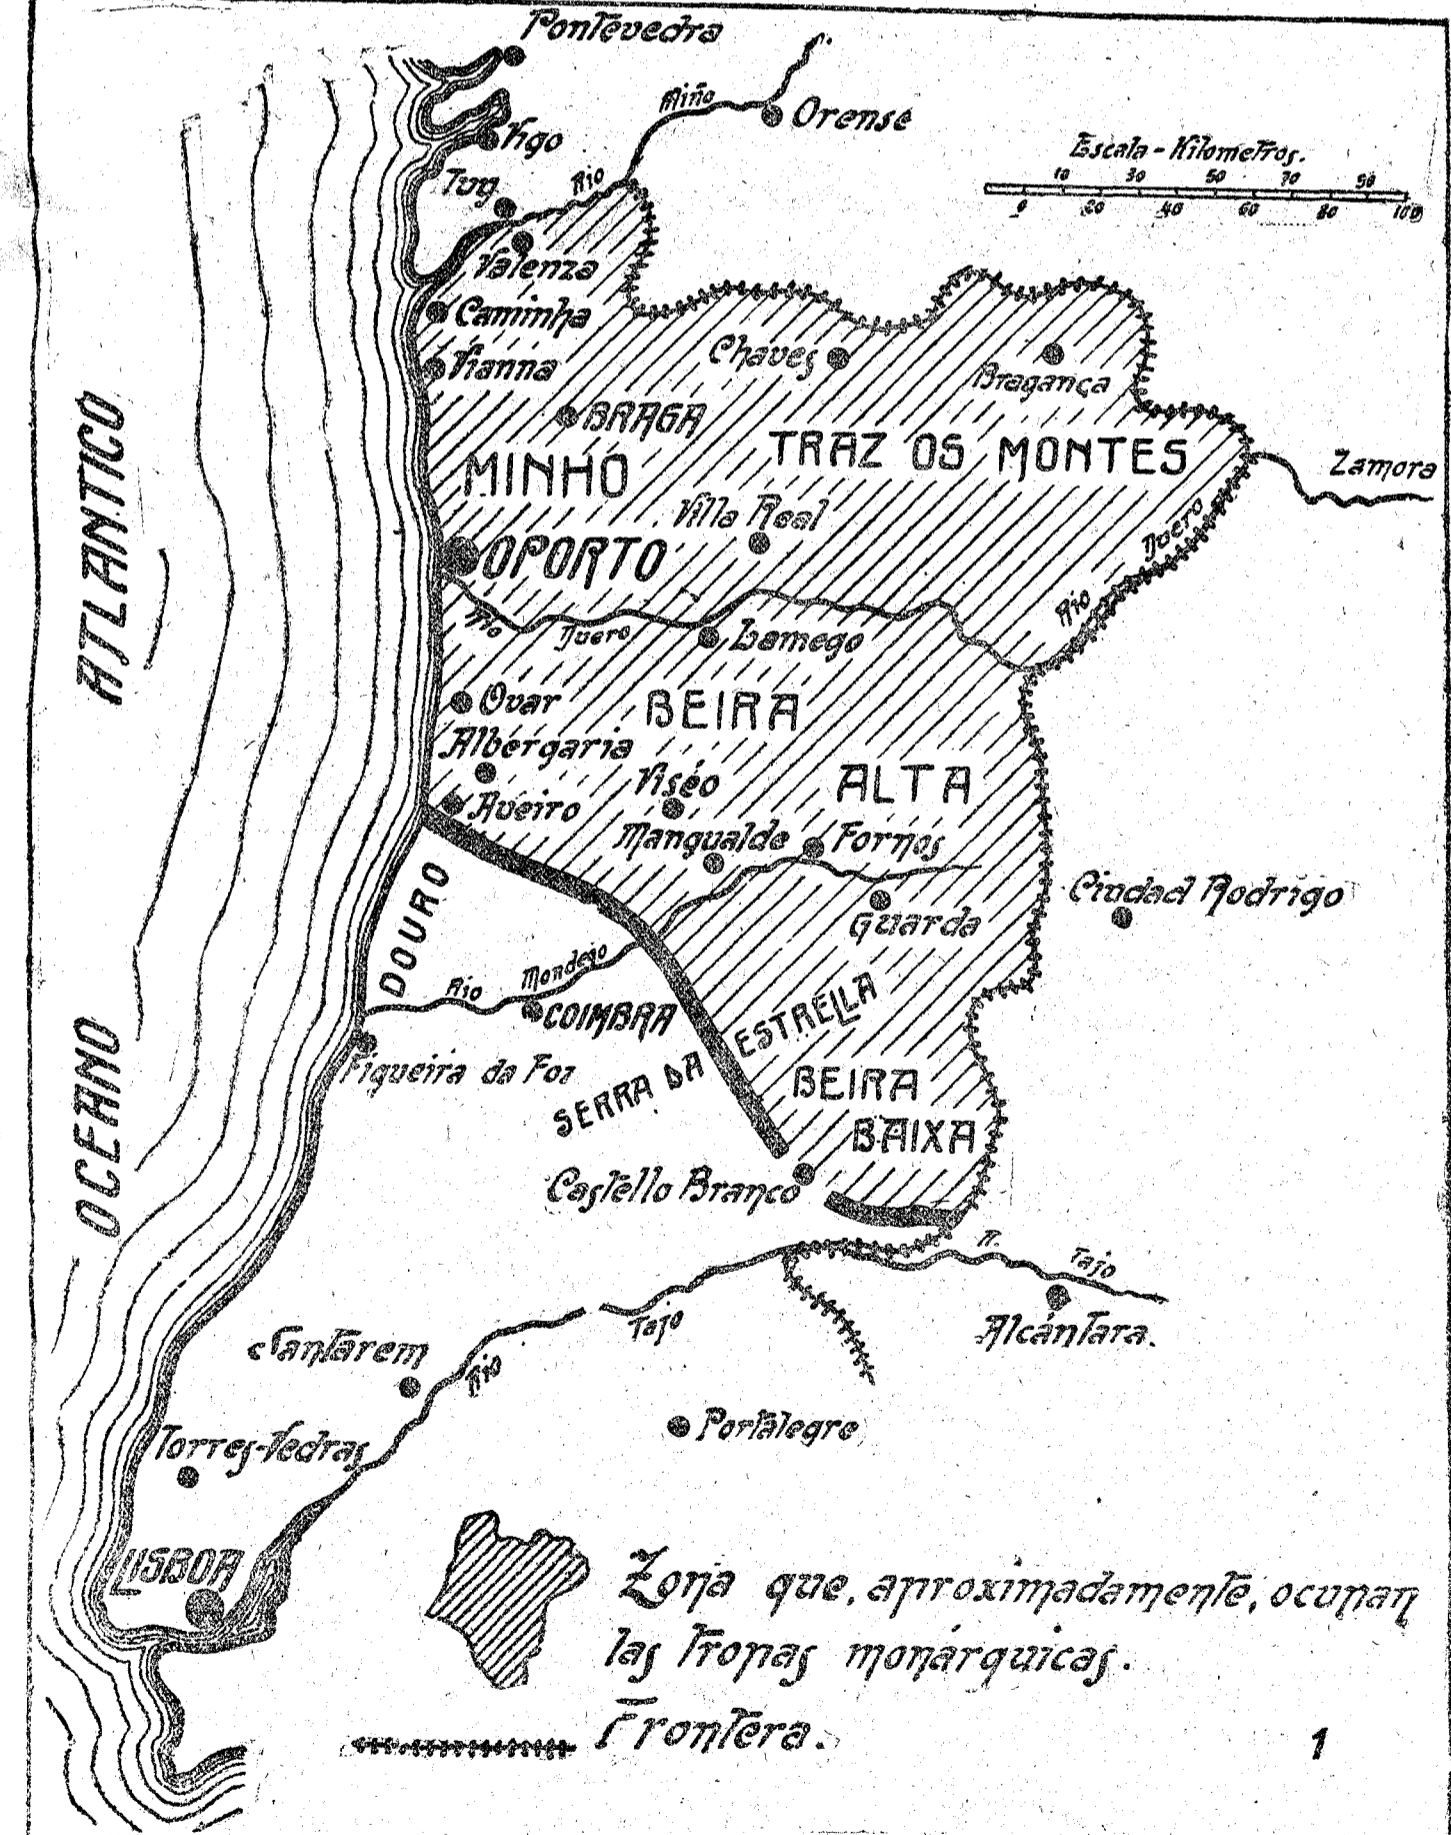 Pontevedra
Miño
Orense
Vigo
Escala - Kilometros.
10 30 50 70 90
0 20 40 60 80 100
Tuy
Rio
Valenza
Caminha
Vianna
Chaves
Bragança
BRAGA
TRAZ OS MONTES
Zamora
MINHO
Villa Real
OPORTO
Rio Duero
Rio Duero
Lamego
ATLANTICO
Ovar
BEIRA
Albergaria
Viséo
ALTA
Aveiro
Mangualde
Fornos
DOURO
Ciudad Rodrigo
Guarda
Rio Mondego
COIMBRA
ESTRELLA
Figueira da Foz
SERRA DA
BEIRA
BAIXA
OCEANO
Castello Branco
R. Tajo
Tajo
Alcántara.
Santarem
Rio
Portalegre
Torres-Vedras
LISBOA
Zona que, aproximadamente, ocupan
las tropas monárquicas.
Frontera.
1